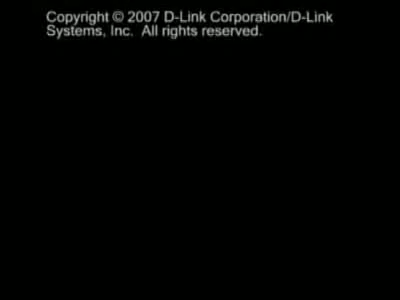 Copyright © 2007 D-Link Corporation/D-Link
Systems, Inc.  All rights reserved.